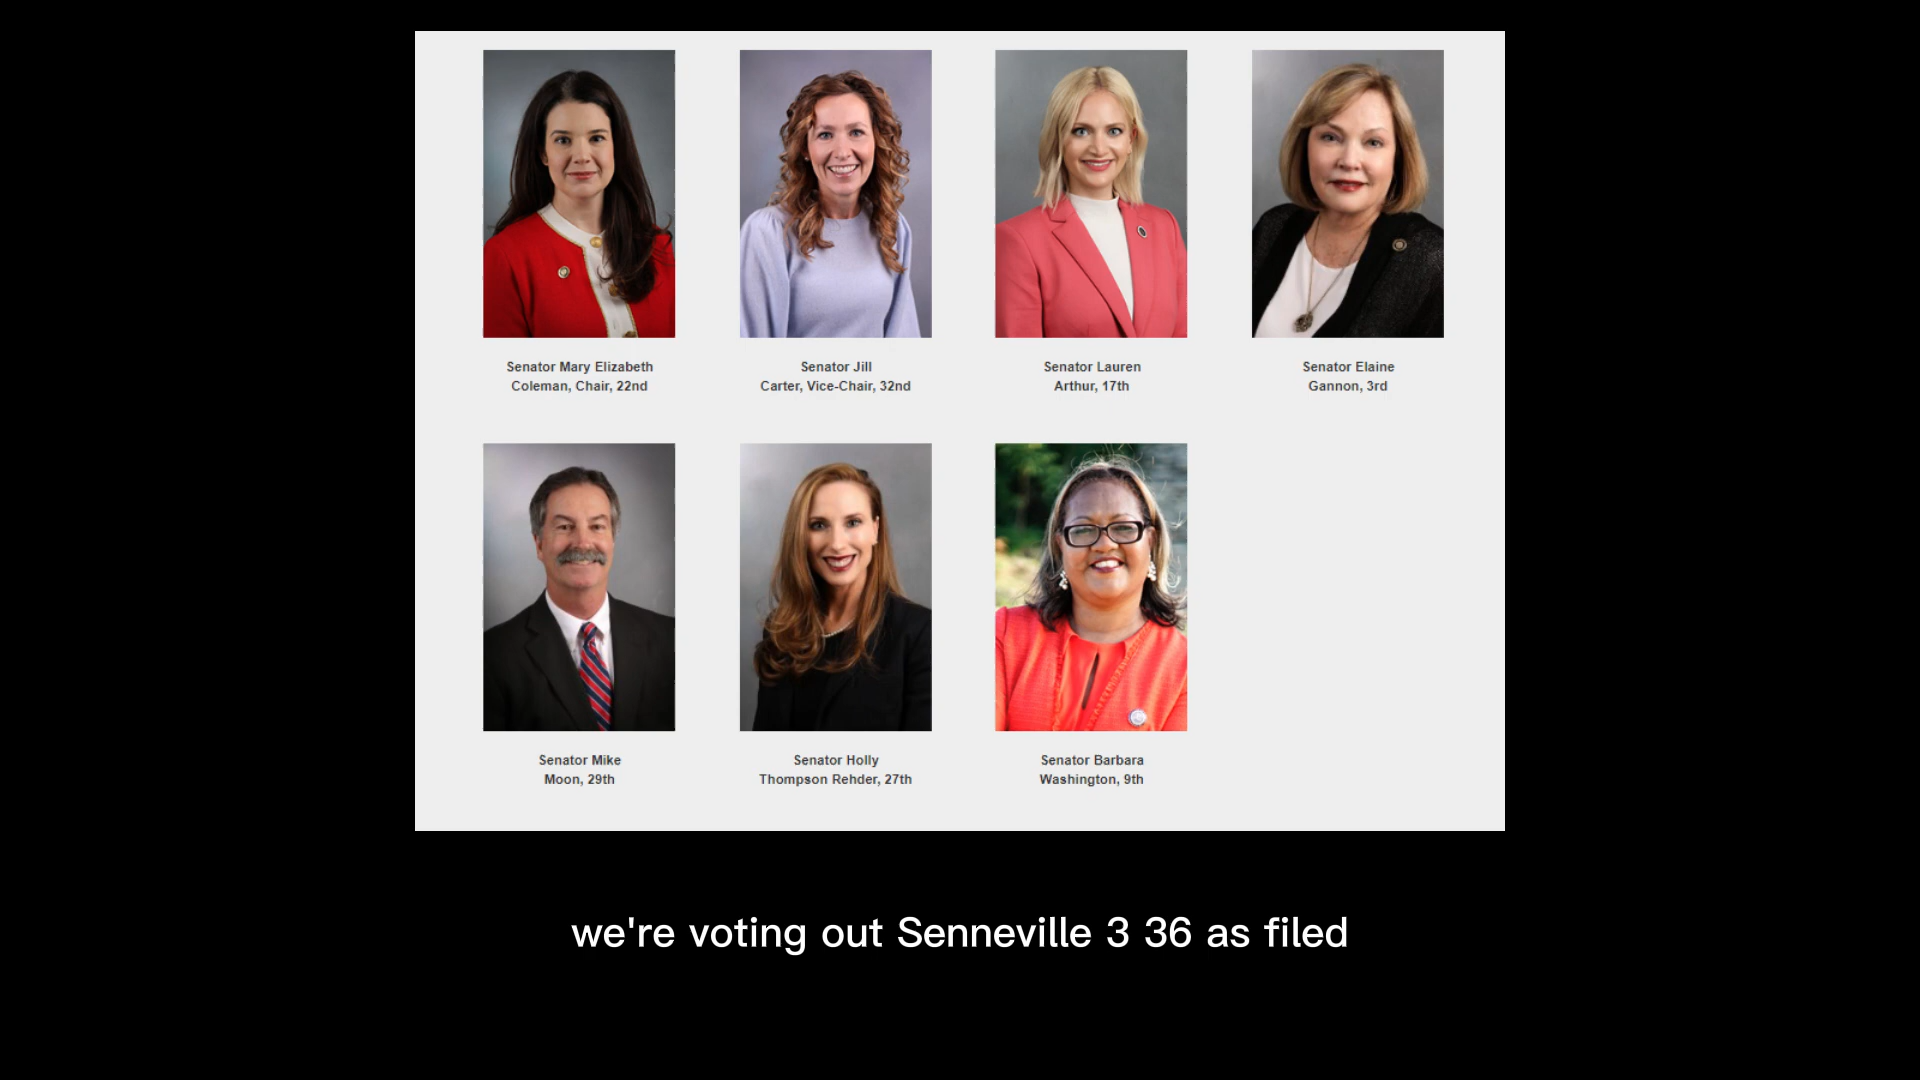 Senator Mary Elizabeth
Coleman, Chair, 22nd
Senator Jill
Carter, Vice-Chair, 32nd
Senator Lauren
Arthur, 17th
Senator Elaine
Gannon, 3rd
Senator Mike
Moon, 29th
Senator Holly
Thompson Rehder, 27th
Senator Barbara
Washington, 9th
we're voting out Senneville 3 36 as filed